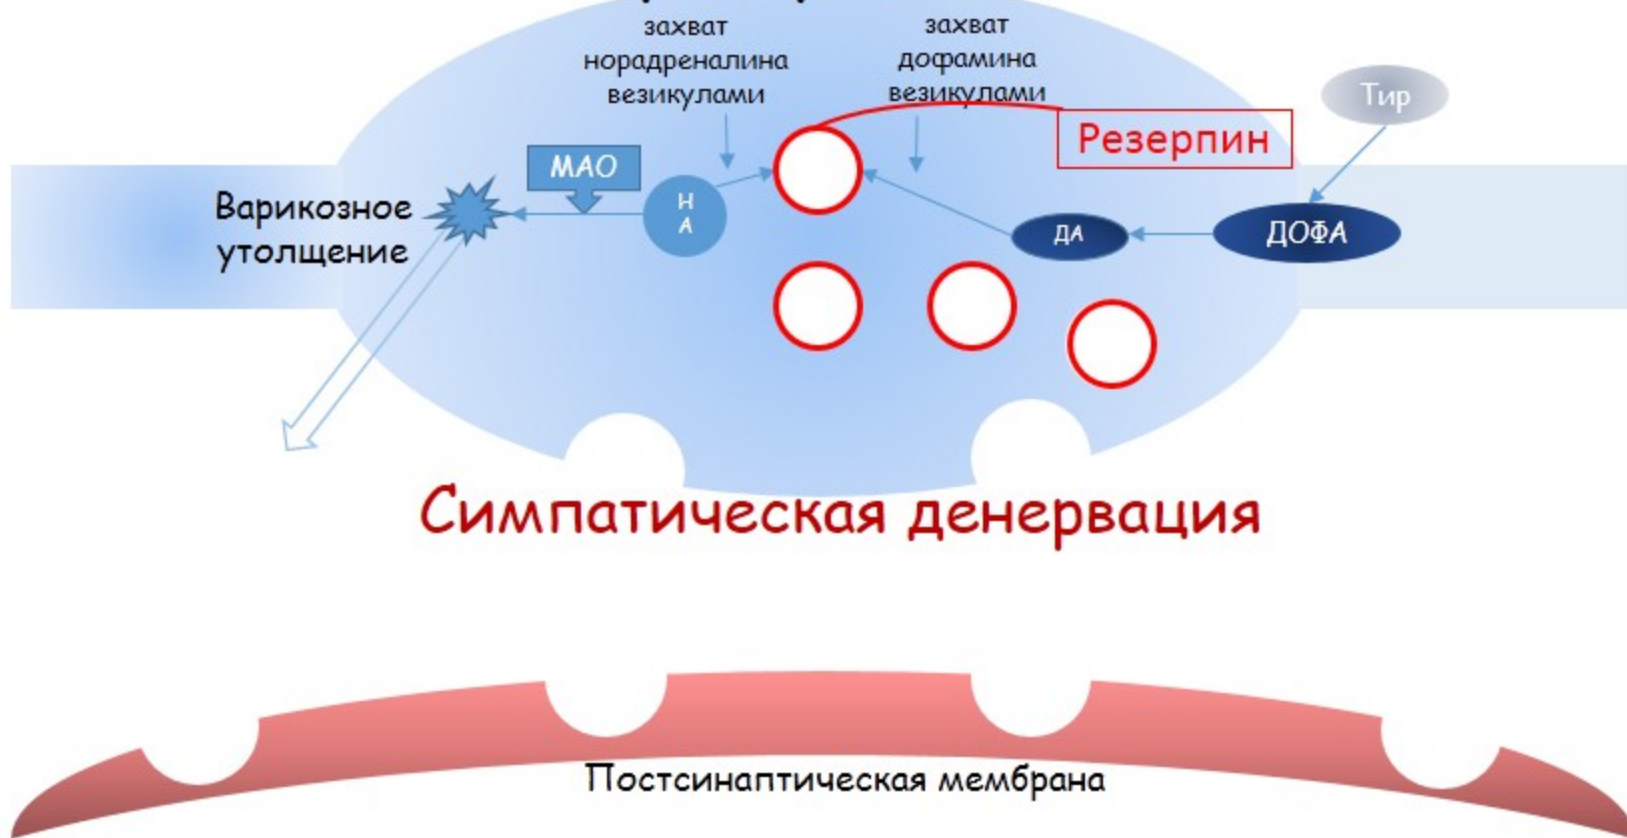 захват
норадреналина
везикулами
захват
дофамина
везикулами
Резерпин
Тир
МАО
Н
А
ДА
ДОФА
Варикозное
утолщение
Симпатическая денервация
Постсинаптическая мембрана